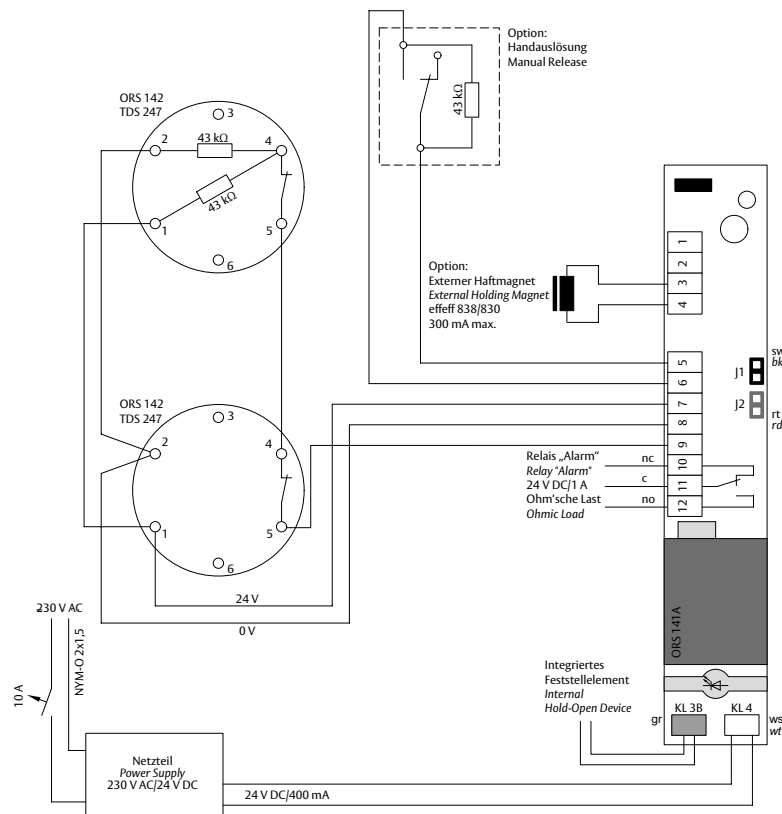 Option:
Handauslösung
Manual Release
43 kΩ
ORS 142
TDS 247
3
2
43 kΩ
4
43 kΩ
1
5
6
Option:
Externer Haftmagnet
External Holding Magnet
effeff 838/830
300 mA max.
1
2
3
4
5
6
7
8
9
10
11
12
J1
sw
bk
J2
rt
rd
ORS 142
TDS 247
3
2
4
1
5
6
Relais „Alarm“
Relay "Alarm"
24 V DC/1 A
Ohm'sche Last
Ohmic Load
nc
c
no
24 V
0 V
ORS 141A
230 V AC
NYM-O 2x1,5
10 A
Integriertes
Feststellelement
Internal
Hold-Open Device
gr
KL 3B
KL 4
ws
wt
Netzteil
Power Supply
230 V AC/24 V DC
24 V DC/400 mA